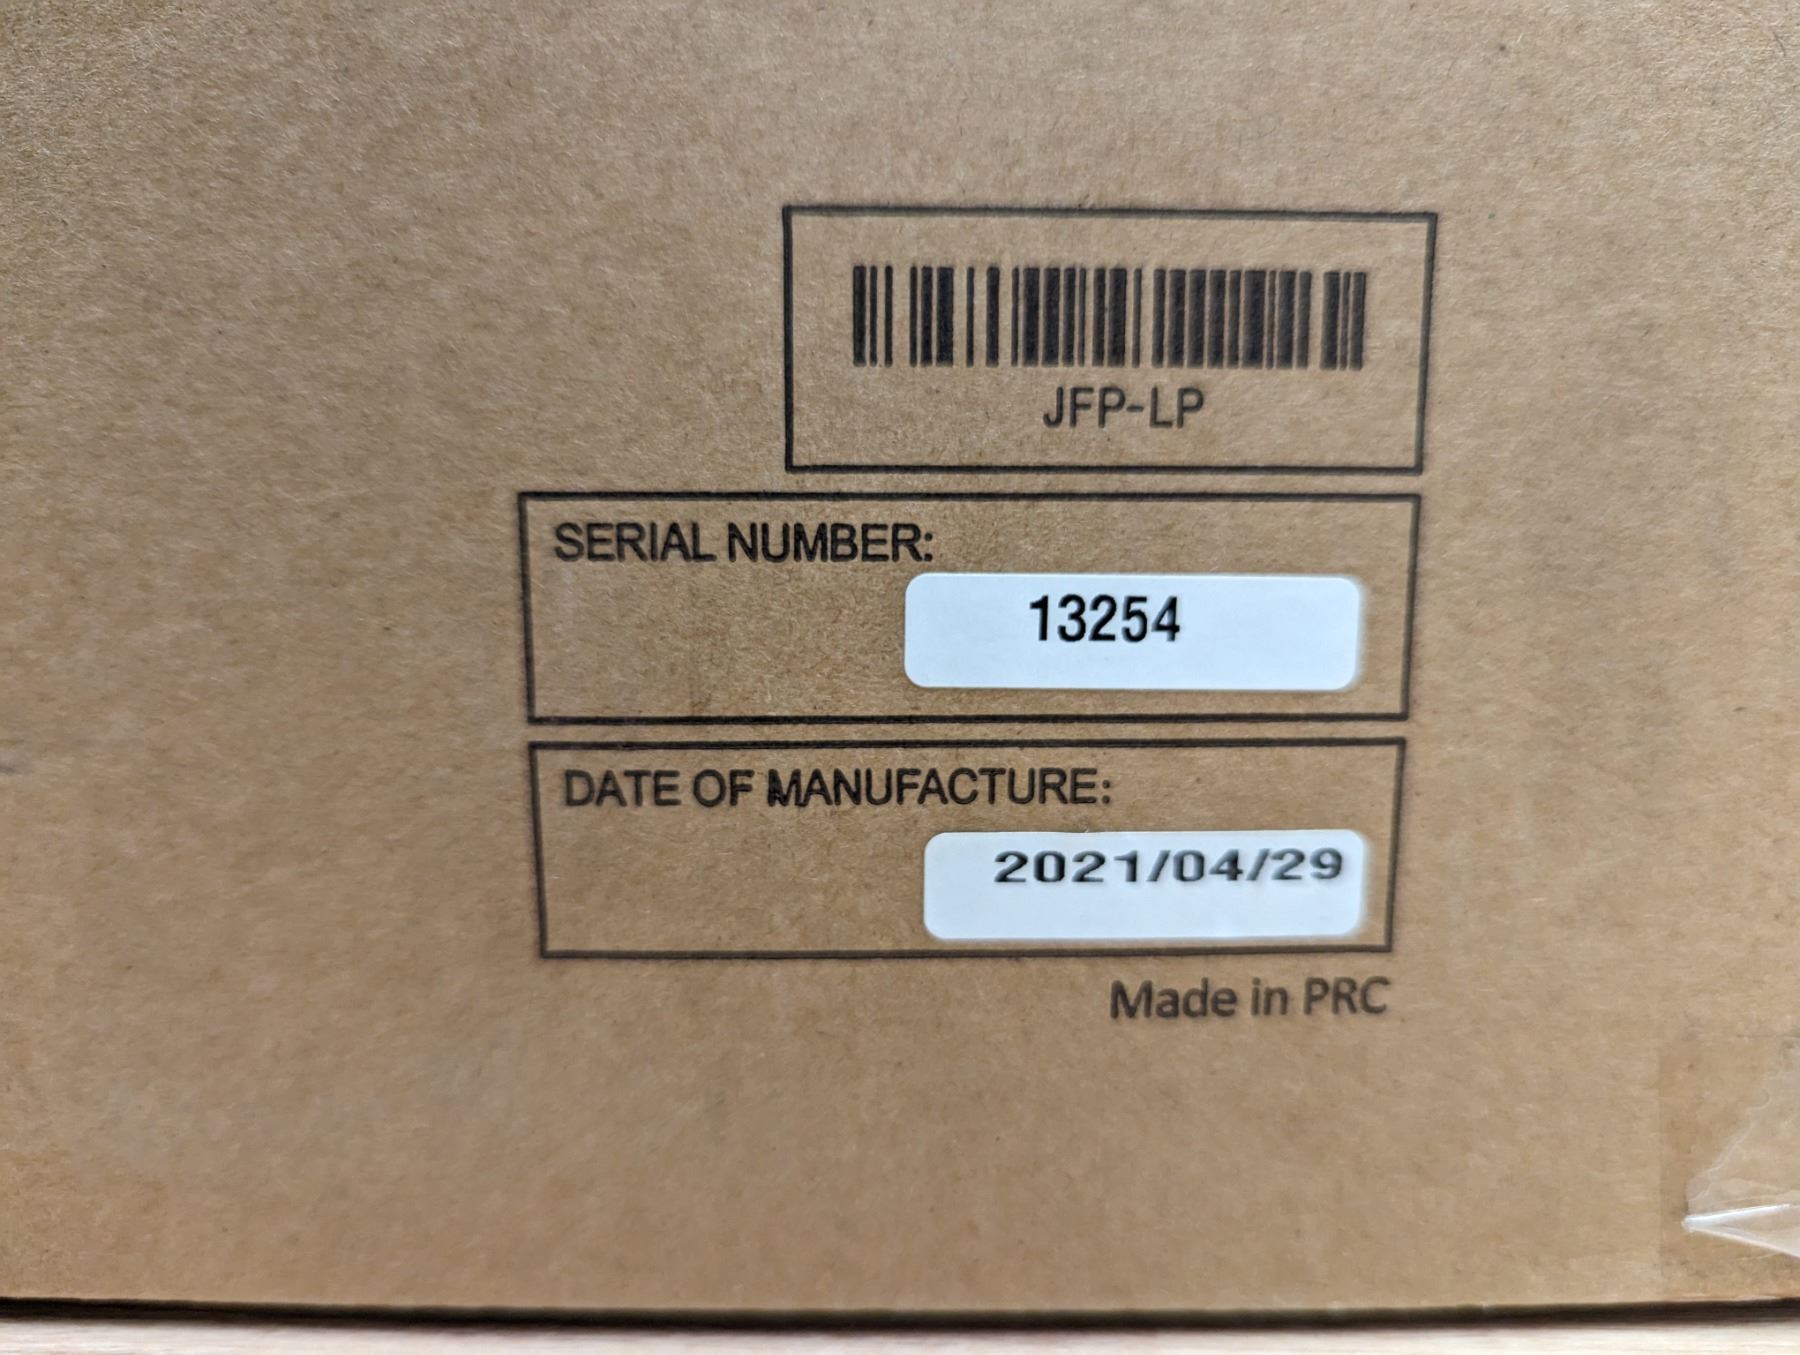 JFP-LP
SERIAL NUMBER:
13254
DATE OF MANUFACTURE:
2021/04/29
Made in PRC